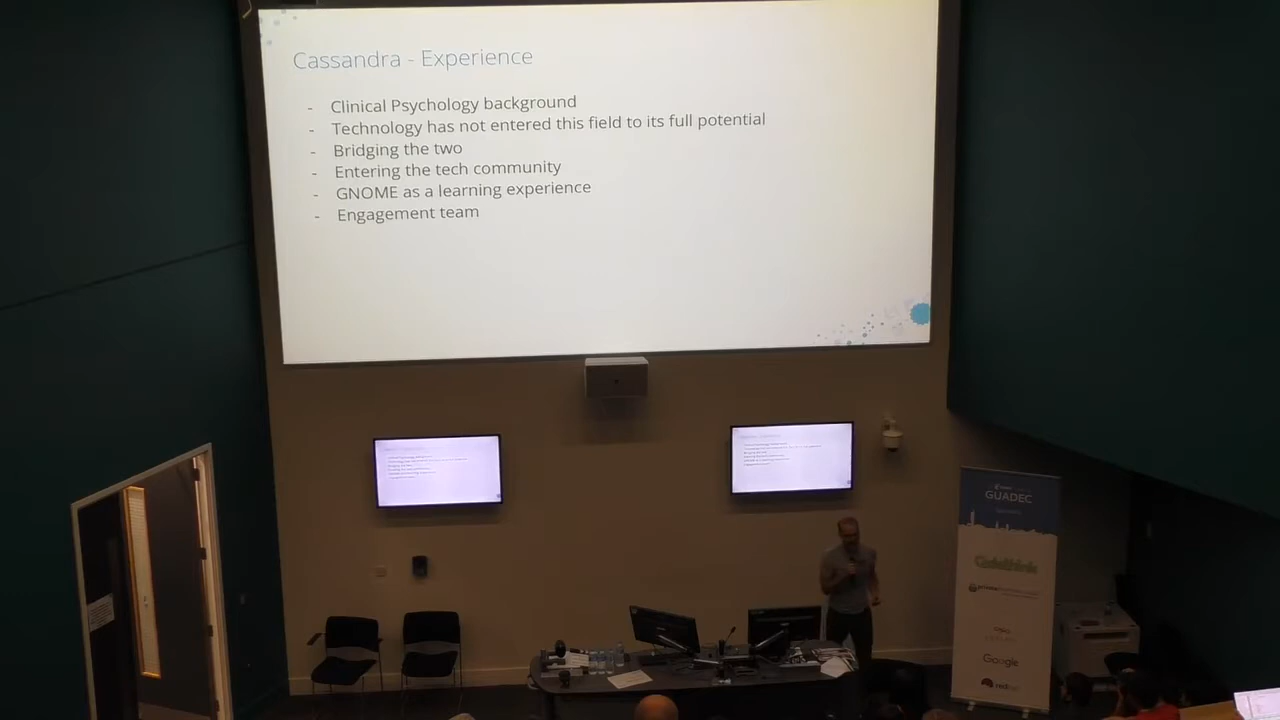 Cassandra - Experience
- Clinical Psychology background
- Technology has not entered this field to its full potential
- Bridging the two
- Entering the tech community
- GNOME as a learning experience
- Engagement team
GUADEC
Codethink
Google